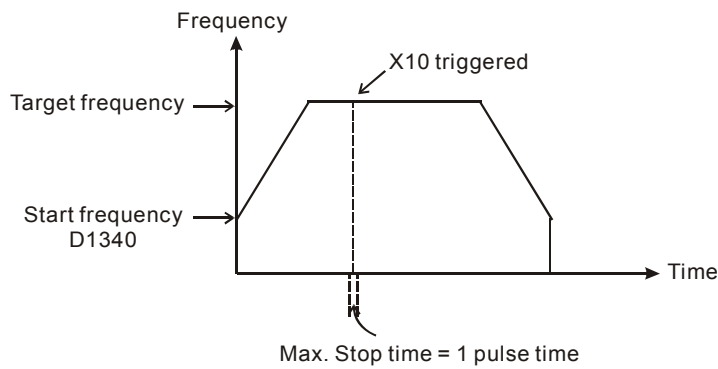 Frequency
X10 triggered
Target frequency
Start frequency
D1340
Time
Max. Stop time = 1 pulse time